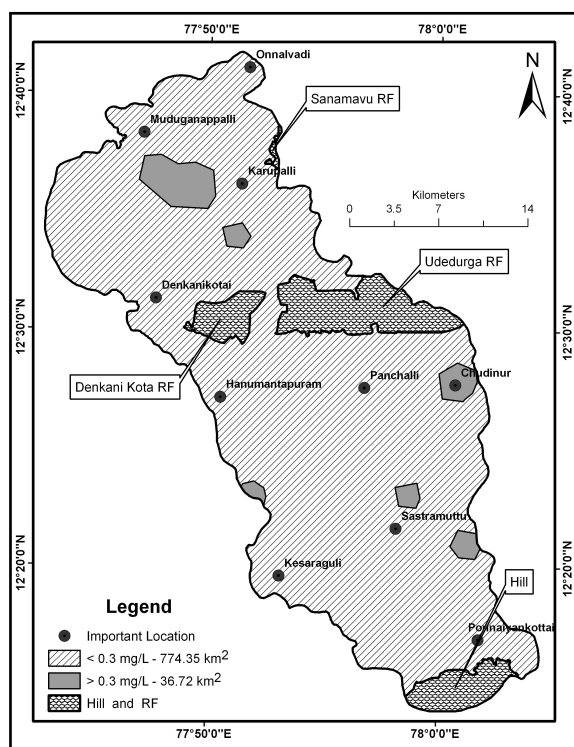 77°50'0"E
78°0'0"E
12°40'0"N
12°40'0"N
N
Onnalvadi
Sanamavu RF
Muduganappalli
Karupalli
Kilometers
0 3.5 7 14
Udedurga RF
Denkanikotai
12°30'0"N
12°30'0"N
Denkani Kota RF
Hanumantapuram
Panchalli
Chudinur
Sastramuttu
12°20'0"N
12°20'0"N
Kesaraguli
Hill
Ponnaiyankottai
Legend
Important Location
< 0.3 mg/L - 774.35 km²
> 0.3 mg/L - 36.72 km²
Hill and RF
77°50'0"E
78°0'0"E